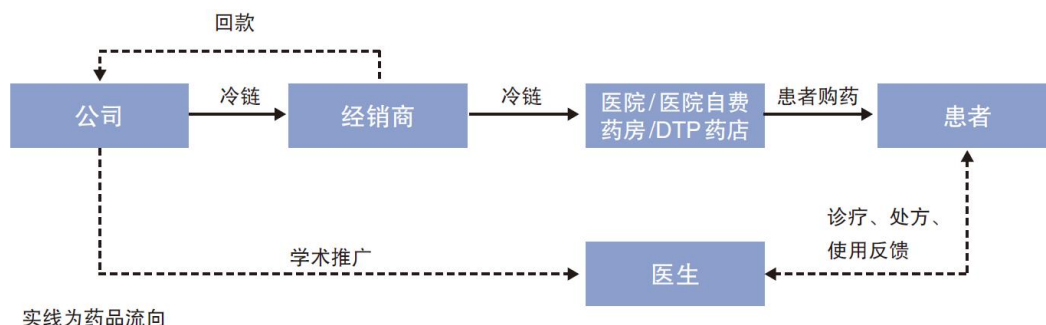 回款
公司
冷链
经销商
冷链
医院/医院自费
药房/DTP药店
患者购药
患者
学术推广
医生
诊疗、处方、
使用反馈
实线为药品流向